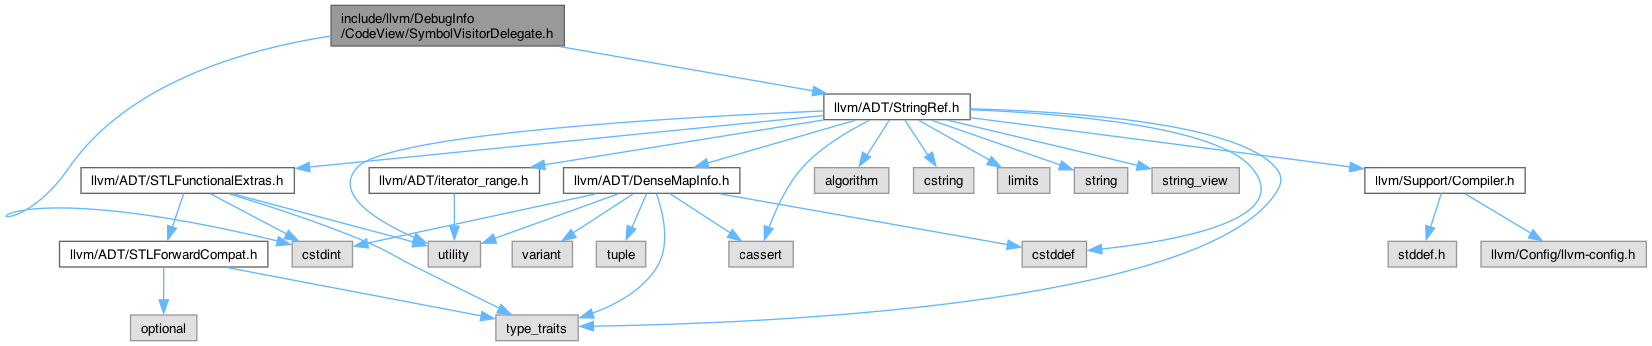 include/llvm/DebugInfo
/CodeView/SymbolVisitorDelegate.h
llvm/ADT/StringRef.h
llvm/ADT/STLFunctionalExtras.h
llvm/ADT/iterator_range.h
llvm/ADT/DenseMapInfo.h
algorithm
cstring
limits
string
string_view
llvm/Support/Compiler.h
llvm/ADT/STLForwardCompat.h
cstdint
utility
variant
tuple
cassert
cstddef
stddef.h
llvm/Config/llvm-config.h
optional
type_traits